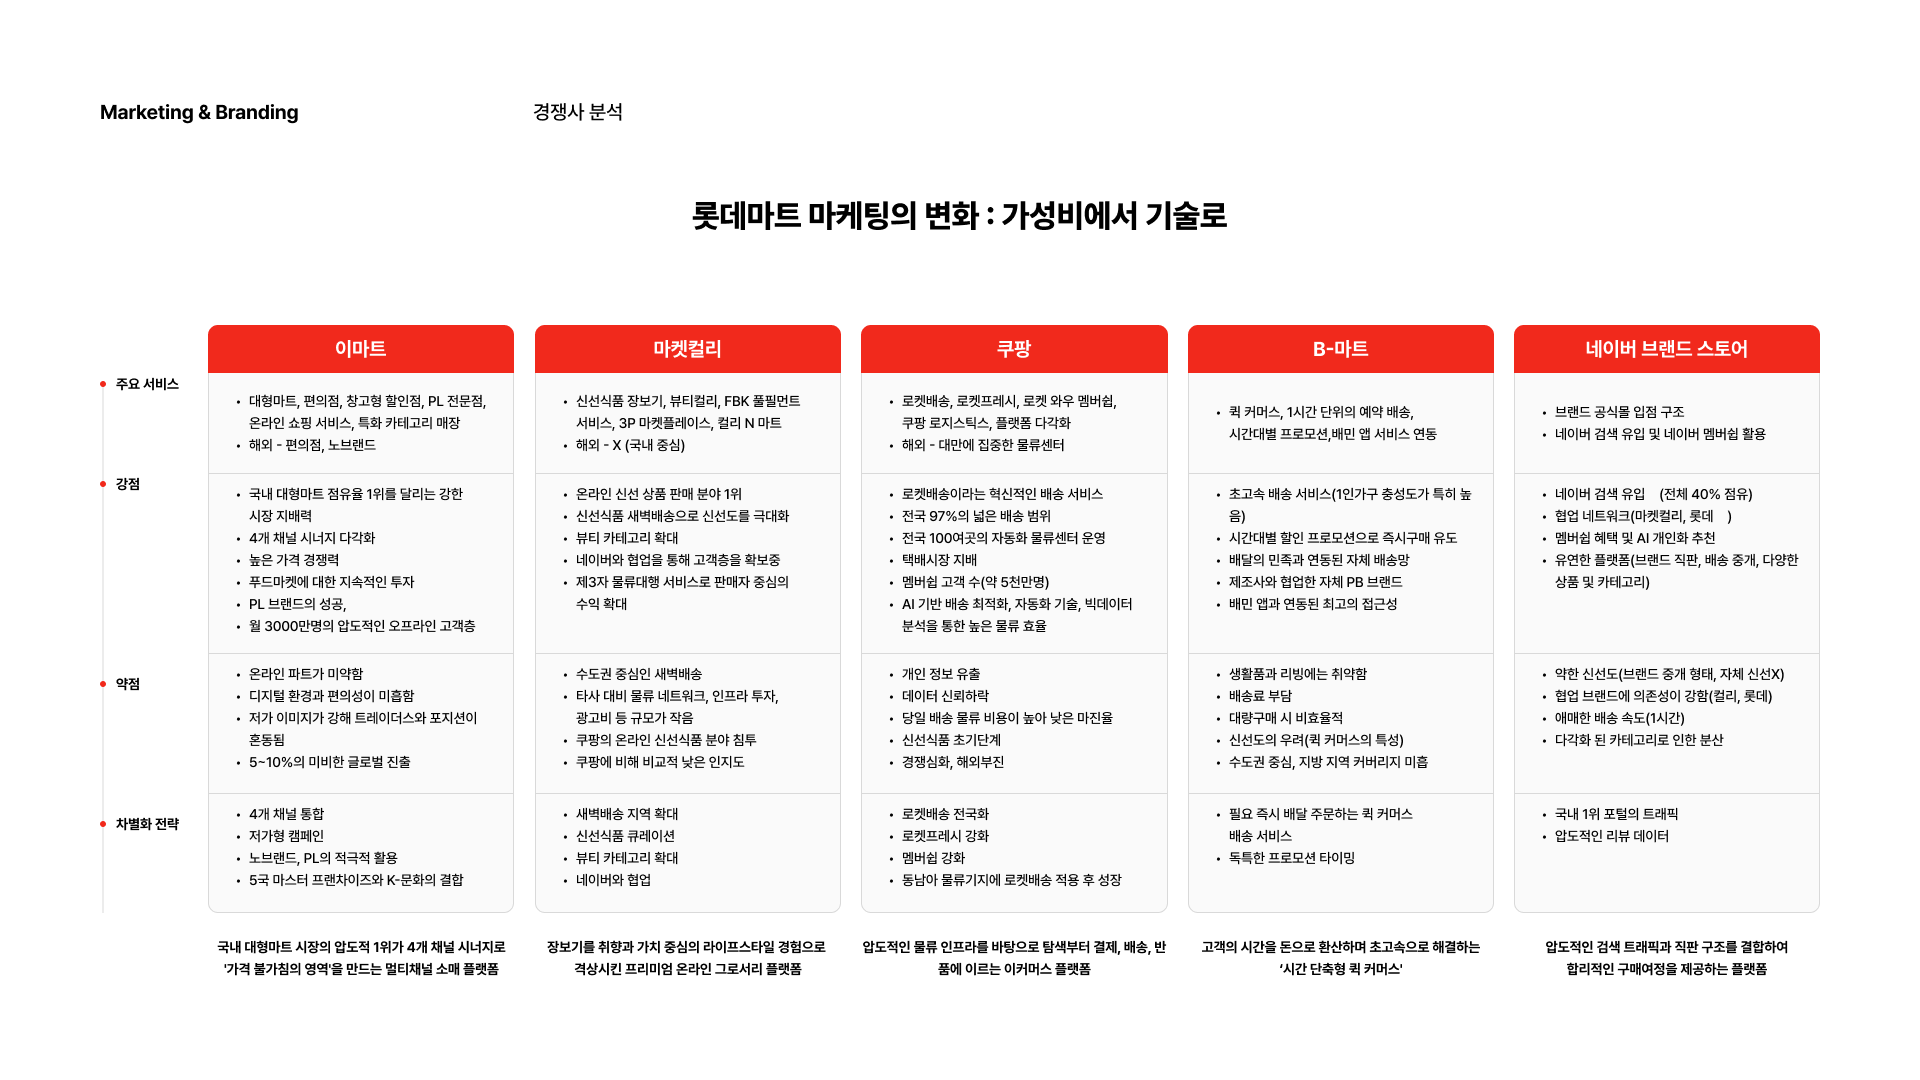 Marketing & Branding
경쟁사 분석
롯데마트 마케팅의 변화 : 가성비에서 기술로
이마트
마켓컬리
쿠팡
B-마트
네이버 브랜드 스토어
주요 서비스
• 대형마트, 편의점, 창고형 할인점, PL 전문점,
온라인 쇼핑 서비스, 특화 카테고리 매장
• 해외 - 편의점, 노브랜드
• 신선식품 장보기, 뷰티컬리, FBK 풀필먼트
서비스, 3P 마켓플레이스, 컬리 N 마트
• 해외 - X (국내 중심)
• 로켓배송, 로켓프레시, 로켓 와우 멤버쉽,
쿠팡 로지스틱스, 플랫폼 다각화
• 해외 - 대만에 집중한 물류센터
• 퀵 커머스, 1시간 단위의 예약 배송,
시간대별 프로모션,배민 앱 서비스 연동
• 브랜드 공식몰 입점 구조
• 네이버 검색 유입 및 네이버 멤버쉽 활용
강점
• 국내 대형마트 점유율 1위를 달리는 강한
시장 지배력
• 4개 채널 시너지 다각화
• 높은 가격 경쟁력
• 푸드마켓에 대한 지속적인 투자
• PL 브랜드의 성공,
• 월 3000만명의 압도적인 오프라인 고객층
• 온라인 신선 상품 판매 분야 1위
• 신선식품 새벽배송으로 신선도를 극대화
• 뷰티 카테고리 확대
• 네이버와 협업을 통해 고객층을 확보중
• 제3자 물류대행 서비스로 판매자 중심의
수익 확대
• 로켓배송이라는 혁신적인 배송 서비스
• 전국 97%의 넓은 배송 범위
• 전국 100여곳의 자동화 물류센터 운영
• 택배시장 지배
• 멤버쉽 고객 수(약 5천만명)
• AI 기반 배송 최적화, 자동화 기술, 빅데이터
분석을 통한 높은 물류 효율
• 초고속 배송 서비스(1인가구 충성도가 특히 높
음)
• 시간대별 할인 프로모션으로 즉시구매 유도
• 배달의 민족과 연동된 자체 배송망
• 제조사와 협업한 자체 PB 브랜드
• 배민 앱과 연동된 최고의 접근성
• 네이버 검색 유입 (전체 40% 점유)
• 협업 네트워크(마켓컬리, 롯데 )
• 멤버쉽 혜택 및 AI 개인화 추천
• 유연한 플랫폼(브랜드 직판, 배송 중개, 다양한
상품 및 카테고리)
약점
• 온라인 파트가 미약함
• 디지털 환경과 편의성이 미흡함
• 저가 이미지가 강해 트레이더스와 포지션이
혼동됨
• 5~10%의 미비한 글로벌 진출
• 수도권 중심인 새벽배송
• 타사 대비 물류 네트워크, 인프라 투자,
광고비 등 규모가 작음
• 쿠팡의 온라인 신선식품 분야 침투
• 쿠팡에 비해 비교적 낮은 인지도
• 개인 정보 유출
• 데이터 신뢰하락
• 당일 배송 물류 비용이 높아 낮은 마진율
• 신선식품 초기단계
• 경쟁심화, 해외부진
• 생활품과 리빙에는 취약함
• 배송료 부담
• 대량구매 시 비효율적
• 신선도의 우려(퀵 커머스의 특성)
• 수도권 중심, 지방 지역 커버리지 미흡
• 약한 신선도(브랜드 중개 형태, 자체 신선X)
• 협업 브랜드에 의존성이 강함(컬리, 롯데)
• 애매한 배송 속도(1시간)
• 다각화 된 카테고리로 인한 분산
차별화 전략
• 4개 채널 통합
• 저가형 캠페인
• 노브랜드, PL의 적극적 활용
• 5국 마스터 프랜차이즈와 K-문화의 결합
• 새벽배송 지역 확대
• 신선식품 큐레이션
• 뷰티 카테고리 확대
• 네이버와 협업
• 로켓배송 전국화
• 로켓프레시 강화
• 멤버쉽 강화
• 동남아 물류기지에 로켓배송 적용 후 성장
• 필요 즉시 배달 주문하는 퀵 커머스
배송 서비스
• 독특한 프로모션 타이밍
• 국내 1위 포털의 트래픽
• 압도적인 리뷰 데이터
국내 대형마트 시장의 압도적 1위가 4개 채널 시너지로
'가격 불가침의 영역'을 만드는 멀티채널 소매 플랫폼
장보기를 취향과 가치 중심의 라이프스타일 경험으로
격상시킨 프리미엄 온라인 그로서리 플랫폼
압도적인 물류 인프라를 바탕으로 탐색부터 결제, 배송, 반
품에 이르는 이커머스 플랫폼
고객의 시간을 돈으로 환산하며 초고속으로 해결하는
‘시간 단축형 퀵 커머스'
압도적인 검색 트래픽과 직판 구조를 결합하여
합리적인 구매여정을 제공하는 플랫폼